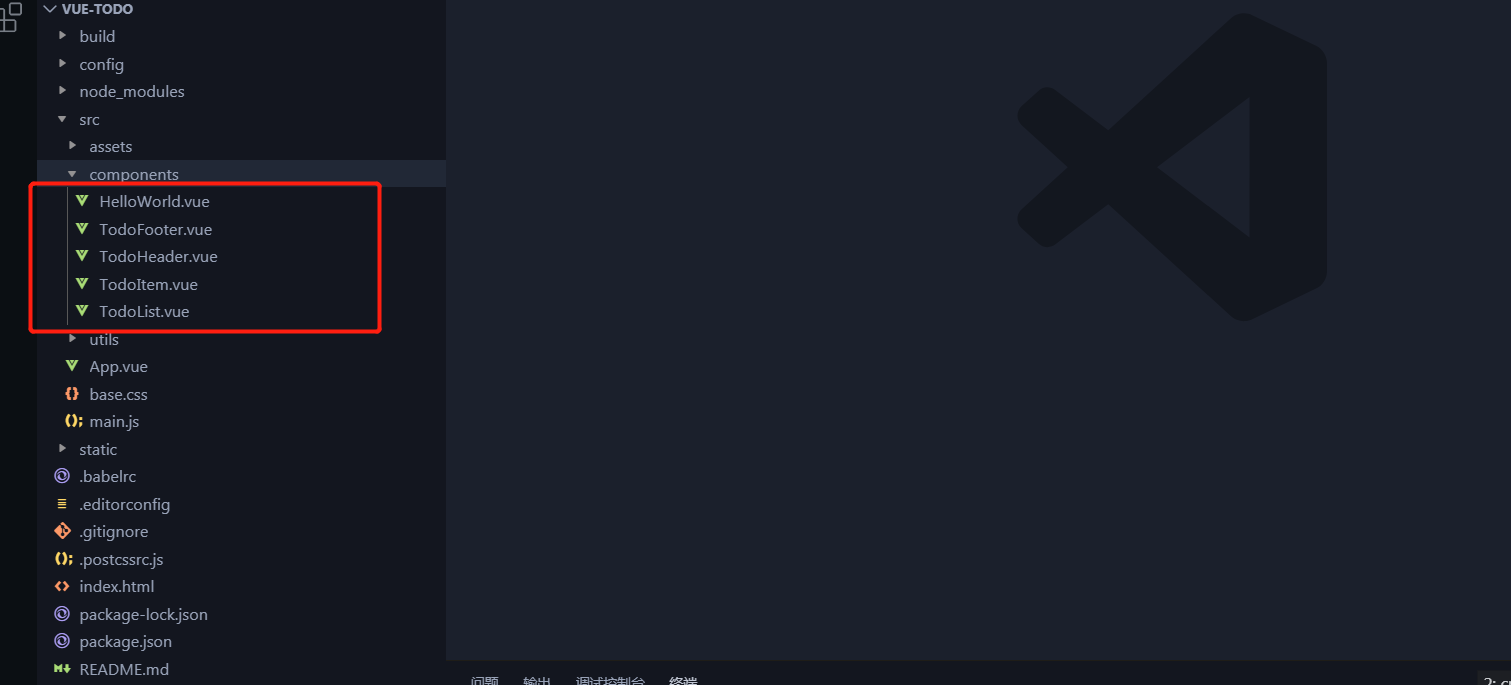 VUE-TODO
build
config
node_modules
src
assets
components
HelloWorld.vue
TodoFooter.vue
TodoHeader.vue
TodoItem.vue
TodoList.vue
utils
App.vue
base.css
main.js
static
.babelrc
.editorconfig
.gitignore
.postcssrc.js
index.html
package-lock.json
package.json
README.md
问题 输出 调试控制台 终端